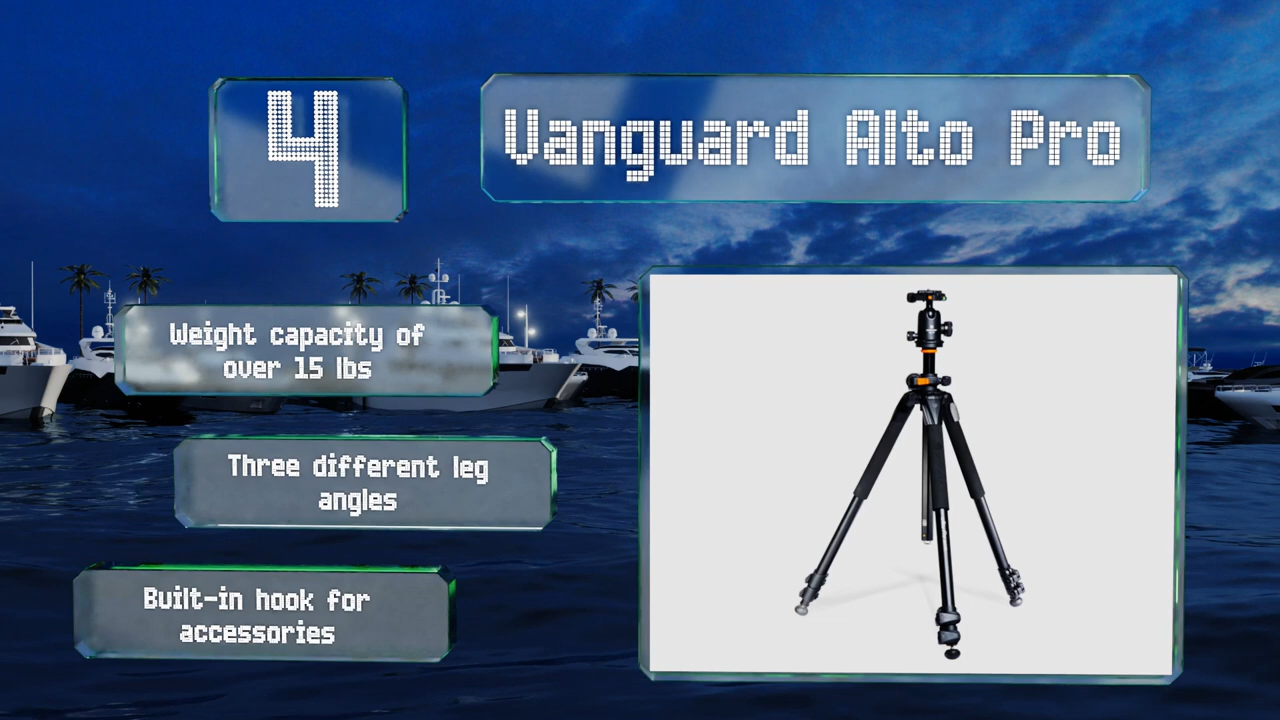 4
Vanguard Alto Pro
Weight capacity of
over 15 lbs
Three different leg
angles
Built-in hook for
accessories